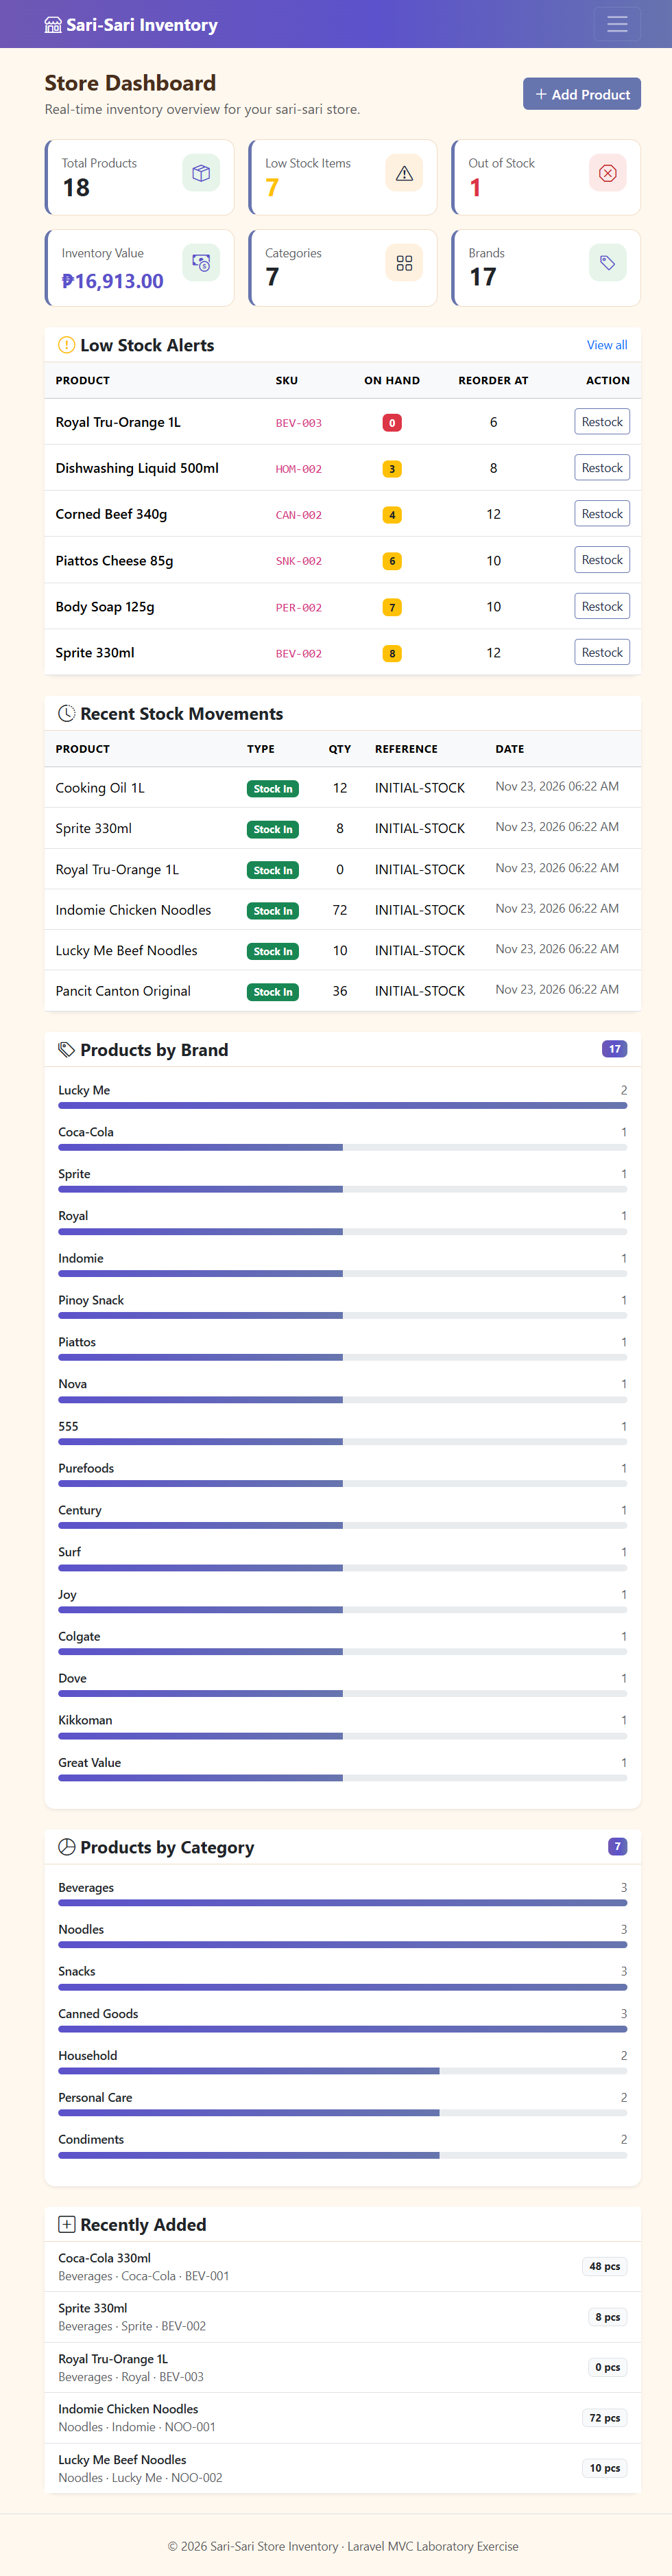 Sari-Sari Inventory
Store Dashboard
Real-time inventory overview for your sari-sari store.
+ Add Product
Total Products
18
Low Stock Items
7
Out of Stock
1
Inventory Value
₱16,913.00
Categories
7
Brands
17
Low Stock Alerts
View all
PRODUCT SKU ON HAND REORDER AT ACTION
Royal Tru-Orange 1L BEV-003 0 6 Restock
Dishwashing Liquid 500ml HOM-002 3 8 Restock
Corned Beef 340g CAN-002 4 12 Restock
Piattos Cheese 85g SNK-002 6 10 Restock
Body Soap 125g PER-002 7 10 Restock
Sprite 330ml BEV-002 8 12 Restock
Recent Stock Movements
PRODUCT TYPE QTY REFERENCE DATE
Cooking Oil 1L Stock In 12 INITIAL-STOCK Nov 23, 2026 06:22 AM
Sprite 330ml Stock In 8 INITIAL-STOCK Nov 23, 2026 06:22 AM
Royal Tru-Orange 1L Stock In 0 INITIAL-STOCK Nov 23, 2026 06:22 AM
Indomie Chicken Noodles Stock In 72 INITIAL-STOCK Nov 23, 2026 06:22 AM
Lucky Me Beef Noodles Stock In 10 INITIAL-STOCK Nov 23, 2026 06:22 AM
Pancit Canton Original Stock In 36 INITIAL-STOCK Nov 23, 2026 06:22 AM
Products by Brand 17
Lucky Me 2
Coca-Cola 1
Sprite 1
Royal 1
Indomie 1
Pinoy Snack 1
Piattos 1
Nova 1
555 1
Purefoods 1
Century 1
Surf 1
Joy 1
Colgate 1
Dove 1
Kikkoman 1
Great Value 1
Products by Category 7
Beverages 3
Noodles 3
Snacks 3
Canned Goods 3
Household 2
Personal Care 2
Condiments 2
Recently Added
Coca-Cola 330ml
Beverages · Coca-Cola · BEV-001
48 pcs
Sprite 330ml
Beverages · Sprite · BEV-002
8 pcs
Royal Tru-Orange 1L
Beverages · Royal · BEV-003
0 pcs
Indomie Chicken Noodles
Noodles · Indomie · NOO-001
72 pcs
Lucky Me Beef Noodles
Noodles · Lucky Me · NOO-002
10 pcs
© 2026 Sari-Sari Store Inventory · Laravel MVC Laboratory Exercise